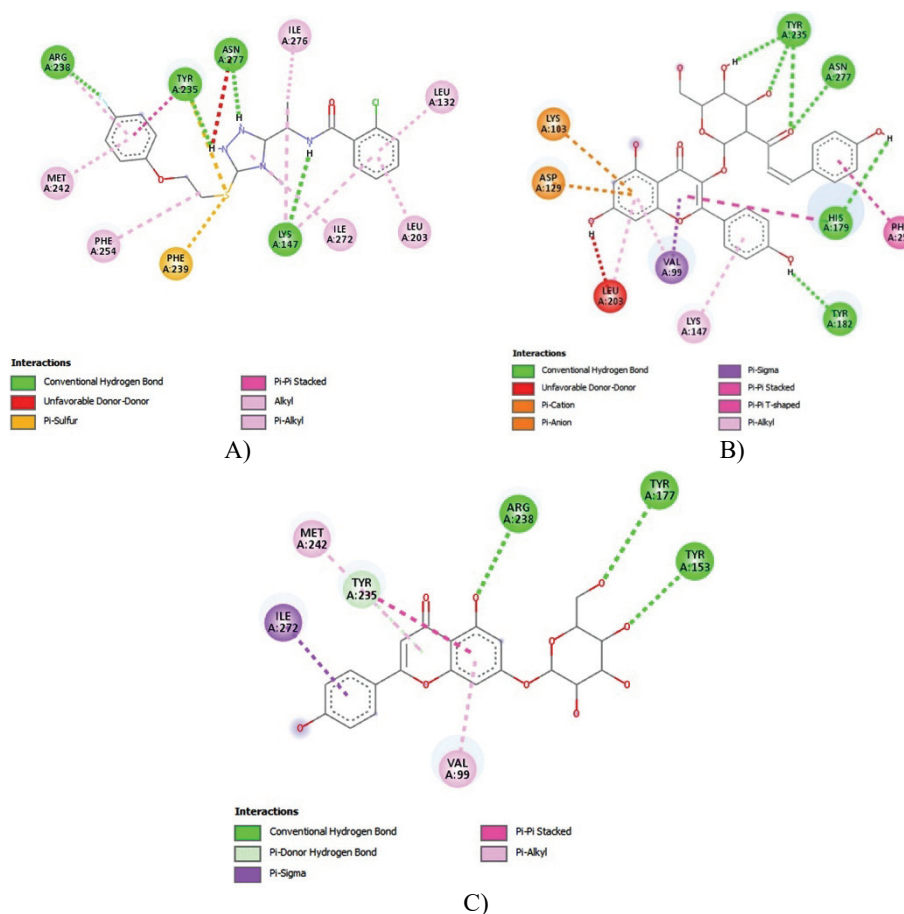 ARG
A:238
TYR
A:235
ASN
A:277
ILE
A:276
LEU
A:132
MET
A:242
PHE
A:254
PHE
A:239
LYS
A:147
ILE
A:272
LEU
A:203
H
N
H
N
N
N
O
Cl
H
O
S
Interactions
Conventional Hydrogen Bond
Unfavorable Donor-Donor
Pi-Sulfur
Pi-Pi Stacked
Alkyl
Pi-Alkyl
A)
TYR
A:235
ASN
A:277
LYS
A:103
ASP
A:129
HIS
A:179
VAL
A:99
LEU
A:203
LYS
A:147
TYR
A:182
O
O
H
O
O
O
O
O
O
O
O
H
O
H
O
H
Interactions
Conventional Hydrogen Bond
Unfavorable Donor-Donor
Pi-Cation
Pi-Anion
Pi-Sigma
Pi-Pi Stacked
Pi-Pi T-shaped
Pi-Alkyl
B)
MET
A:242
TYR
A:235
ILE
A:272
ARG
A:238
TYR
A:177
TYR
A:153
VAL
A:99
O
O
O
O
O
O
O
O
O
O
Interactions
Conventional Hydrogen Bond
Pi-Donor Hydrogen Bond
Pi-Sigma
Pi-Pi Stacked
Pi-Alkyl
C)